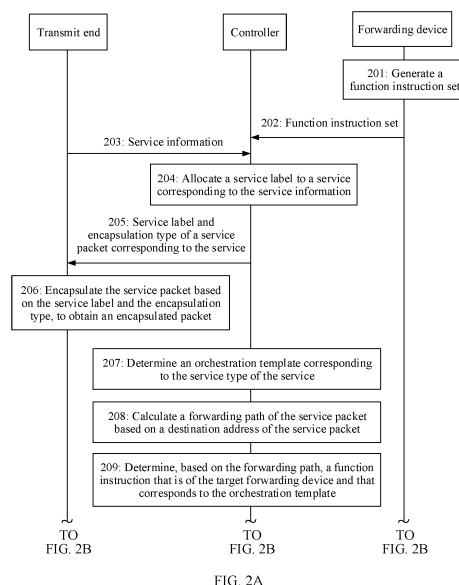 Transmit end
Controller
Forwarding device
201: Generate a
function instruction set
202: Function instruction set
203: Service information
204: Allocate a service label to a service
corresponding to the service information
205: Service label and
encapsulation type of a service
packet corresponding to the service
206: Encapsulate the service packet based
on the service label and the encapsulation
type, to obtain an encapsulated packet
207: Determine an orchestration template corresponding
to the service type of the service
208: Calculate a forwarding path of the service packet
based on a destination address of the service packet
209: Determine, based on the forwarding path, a function
instruction that is of the target forwarding device and that
corresponds to the orchestration template
TO
FIG. 2B
TO
FIG. 2B
TO
FIG. 2B
FIG. 2A